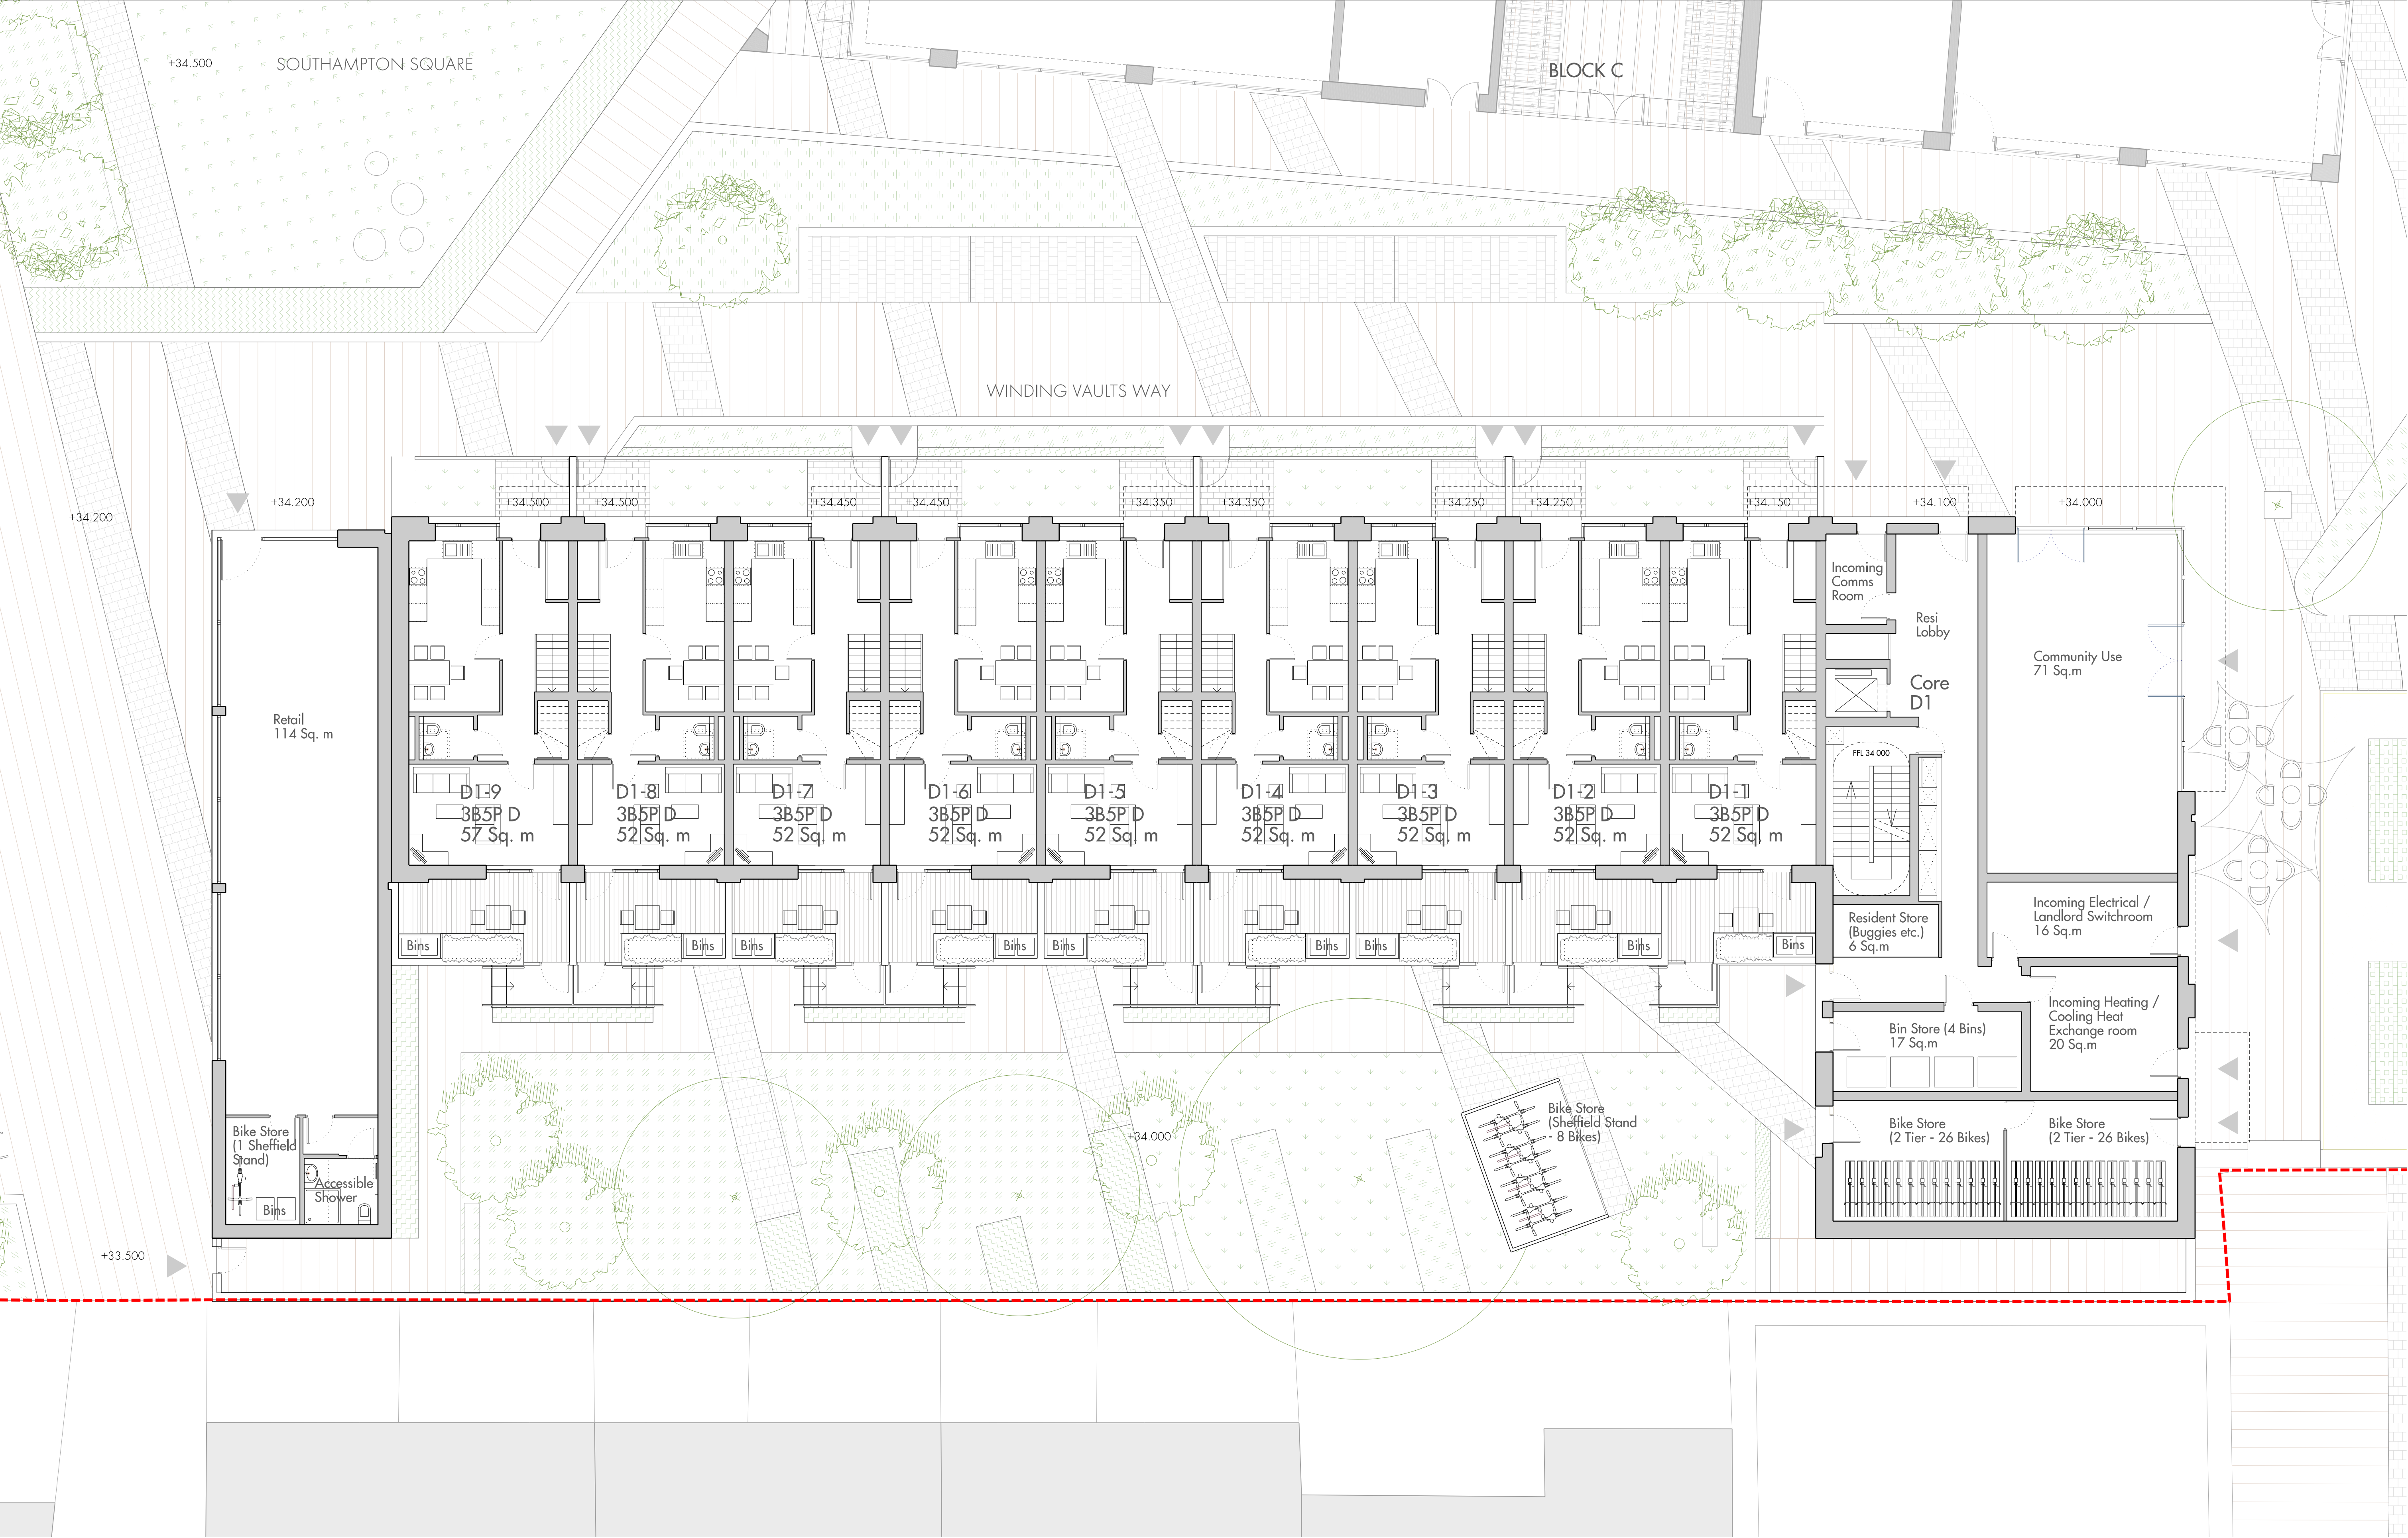 SOUTHAMPTON SQUARE
+34.500
BLOCK C
WINDING VAULTS WAY
+34.200
+34.200
+34.500
+34.500
+34.450
+34.450
+34.350
+34.350
+34.250
+34.250
+34.150
+34.100
+34.000
Incoming
Comms
Room
Resi
Lobby
Community Use
71 Sq.m
Core
D1
Retail
114 Sq. m
FFL 34 000
D1-9
3B5P D
57 Sq. m
D1-8
3B5P D
52 Sq. m
D1-7
3B5P D
52 Sq. m
D1-6
3B5P D
52 Sq. m
D1-5
3B5P D
52 Sq. m
D1-4
3B5P D
52 Sq. m
D1-3
3B5P D
52 Sq. m
D1-2
3B5P D
52 Sq. m
D1-1
3B5P D
52 Sq. m
Bins
Bins
Bins
Bins
Bins
Bins
Bins
Bins
Bins
Resident Store
(Buggies etc.)
6 Sq.m
Incoming Electrical /
Landlord Switchroom
16 Sq.m
Incoming Heating /
Cooling Heat
Exchange room
20 Sq.m
Bin Store (4 Bins)
17 Sq.m
Bike Store
(2 Tier - 26 Bikes)
Bike Store
(2 Tier - 26 Bikes)
Bike Store
(Sheffield Stand
- 8 Bikes)
+34.000
Bike Store
(1 Sheffield
Stand)
Accessible
Shower
Bins
+33.500